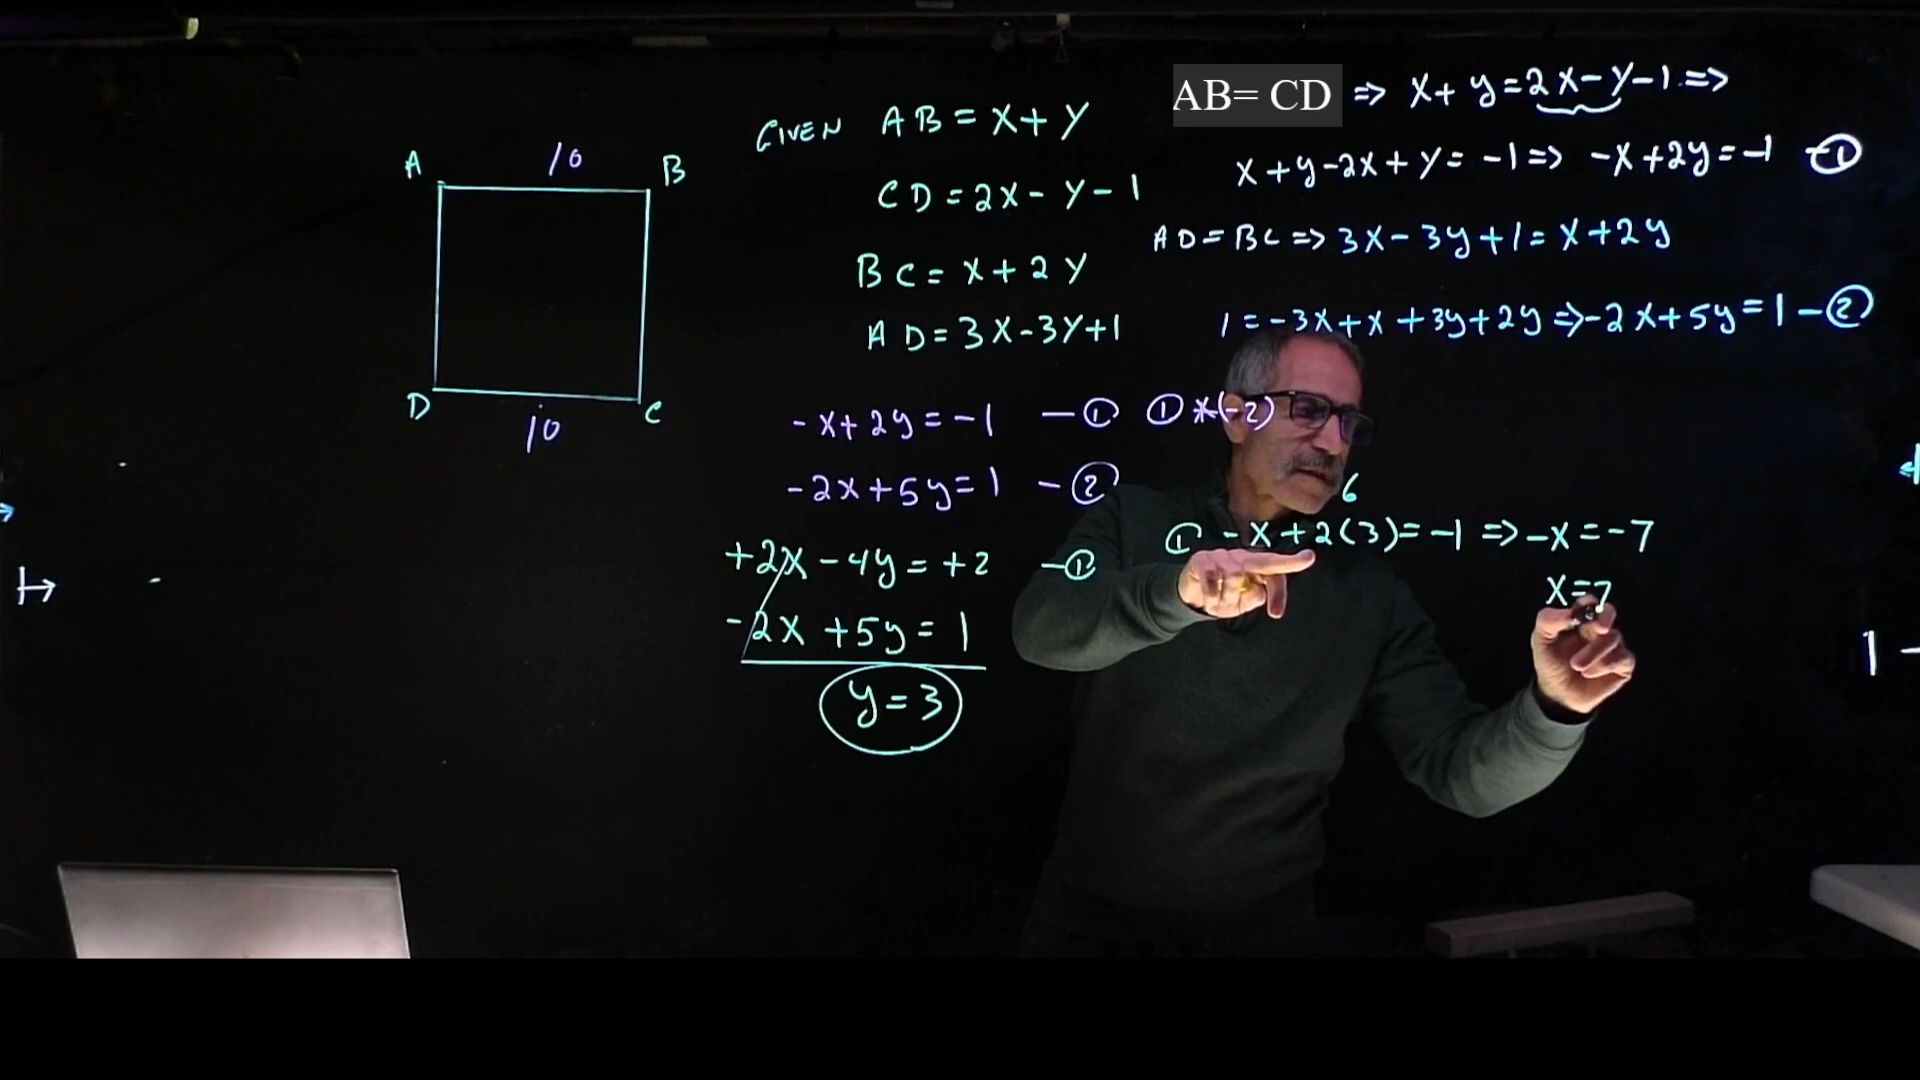 A 10 B
D 10 C
GIVEN AB = X+Y
CD = 2X - Y - 1
BC = X + 2Y
AD = 3X - 3Y + 1
AB= CD ⇒ X + y = 2X - Y - 1 ⇒
X + y - 2X + Y = -1 ⇒ -X + 2y = -1 -①
AD = BC ⇒ 3X - 3y + 1 = X + 2y
1 = -3X + X + 3y + 2y ⇒ -2X + 5y = 1 - ②
-X + 2y = -1 - ① ① *(-2)
-2X + 5y = 1 - ②
+2X - 4y = +2 - ①
-2X + 5y = 1
y = 3
6
① -X + 2(3) = -1 ⇒ -X = -7
X = 7
1 -